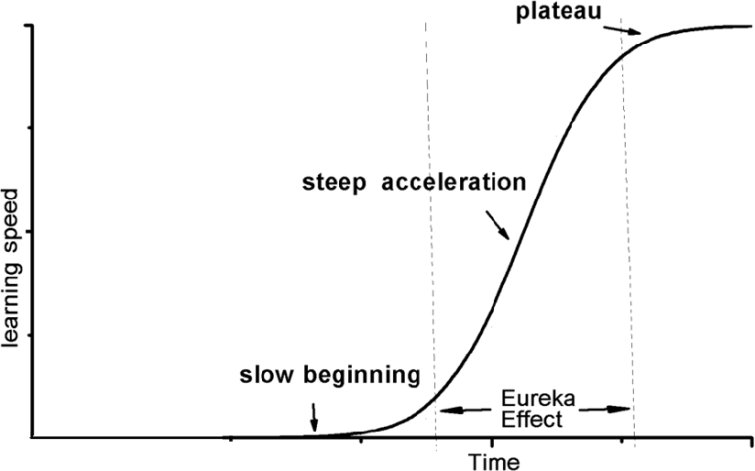 plateau
steep acceleration
learning speed
slow beginning
Eureka
Effect
Time